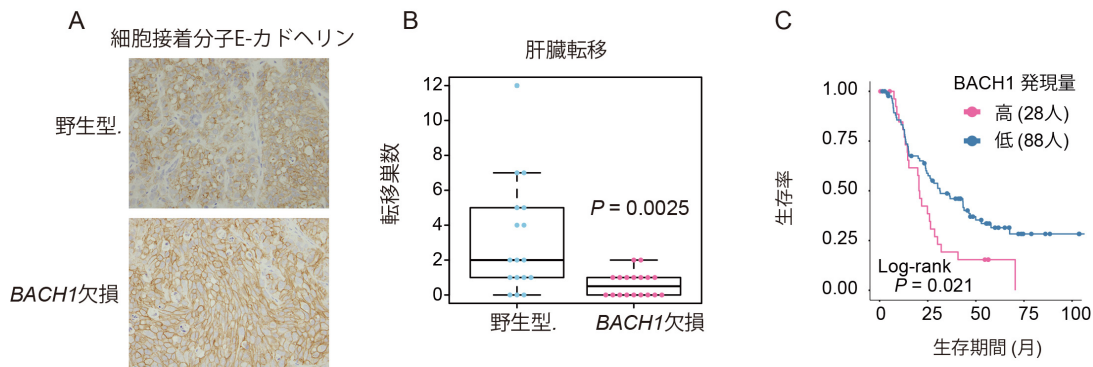 A
細胞接着分子E-カドヘリン
野生型.
BACH1欠損
B
肝臓転移
転移巣数
12
10
8
6
4
2
0
P = 0.0025
野生型.
BACH1欠損
C
BACH1 発現量
高 (28人)
低 (88人)
生存率
1.00
0.75
0.50
0.25
0.00
Log-rank
P = 0.021
0 25 50 75 100
生存期間 (月)